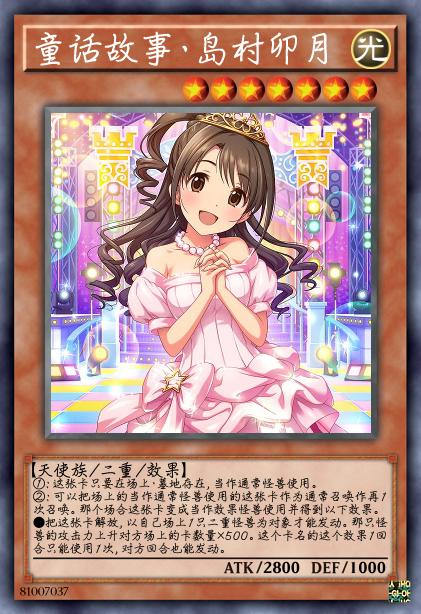 童话故事·岛村卯月
光
【天使族/二重/效果】
①：这张卡只要在场上·墓地存在，当作通常怪兽使用。
②：可以把场上的当作通常怪兽使用的这张卡作为通常召唤作再1
次召唤。那个场合这张卡变成当作效果怪兽使用并得到以下效果。
●把这张卡解放，以自己场上1只二重怪兽为对象才能发动。那只怪
兽的攻击力上升对方场上的卡数量×500。这个卡名的这个效果1回
合只能使用1次，对方回合也能发动。
ATK/2800 DEF/1000
81007037